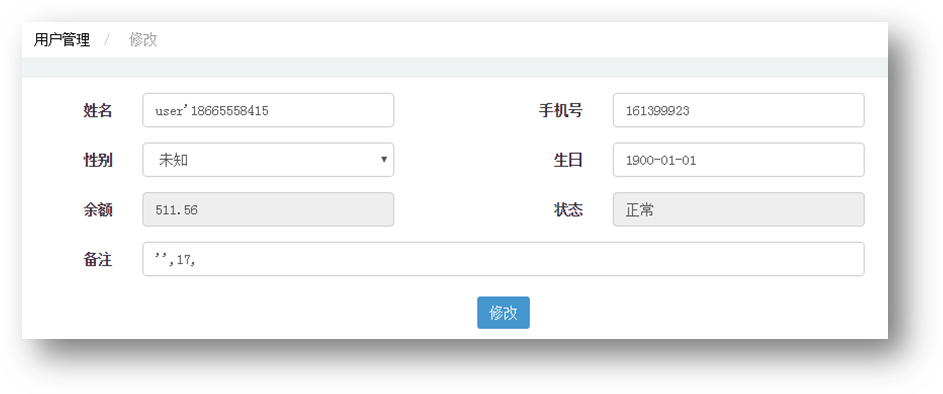 用户管理 / 修改
姓名 user'18665558415 手机号 161399923
性别 未知 生日 1900-01-01
余额 511.56 状态 正常
备注 '',17,
修改